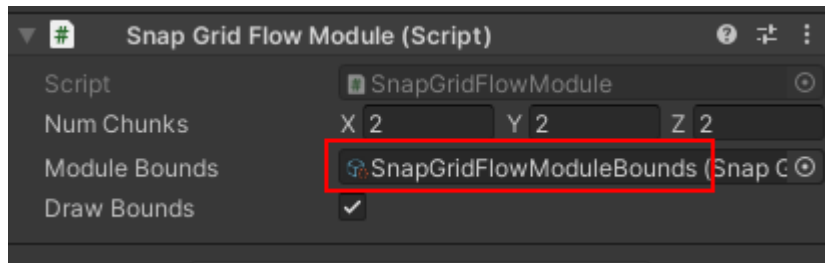 # Snap Grid Flow Module (Script)
Script # SnapGridFlowModule
Num Chunks X 2 Y 2 Z 2
Module Bounds SnapGridFlowModuleBounds (Snap G
Draw Bounds